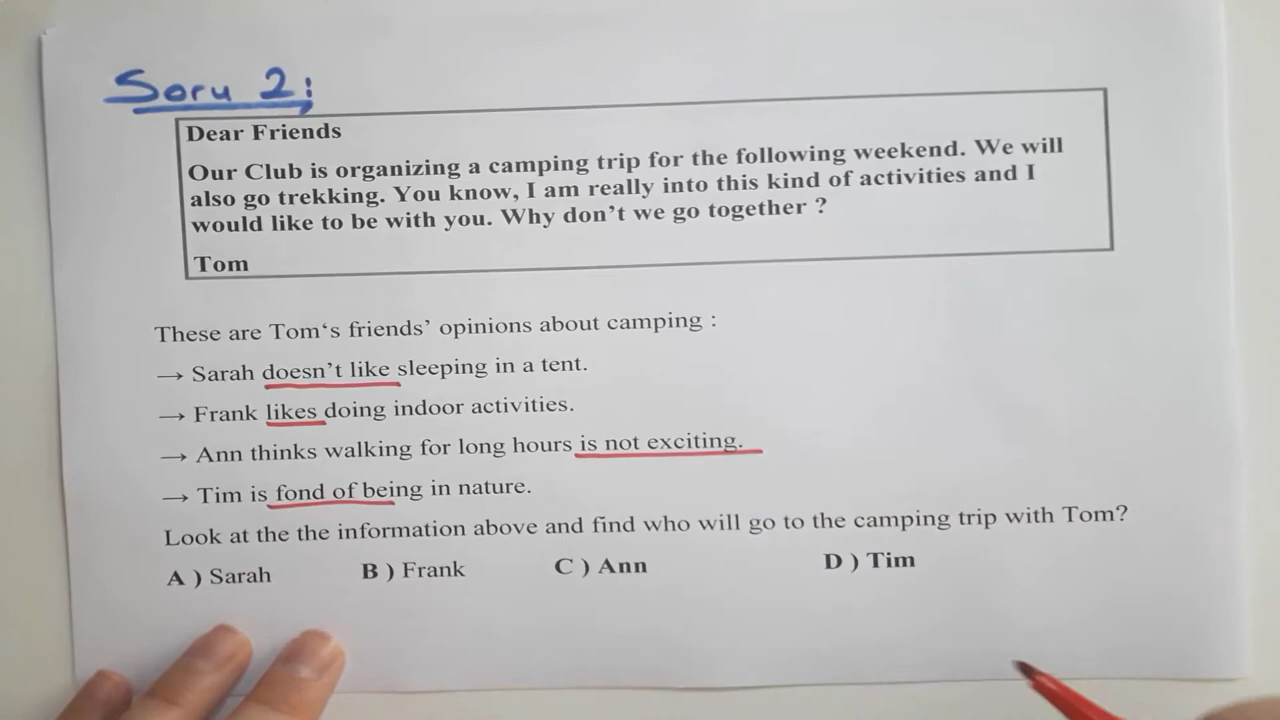 Soru 2:
Dear Friends
Our Club is organizing a camping trip for the following weekend. We will
also go trekking. You know, I am really into this kind of activities and I
would like to be with you. Why don’t we go together ?
Tom
These are Tom‘s friends’ opinions about camping :
→ Sarah doesn’t like sleeping in a tent.
→ Frank likes doing indoor activities.
→ Ann thinks walking for long hours is not exciting.
→ Tim is fond of being in nature.
Look at the the information above and find who will go to the camping trip with Tom?
A ) Sarah B ) Frank C ) Ann D ) Tim